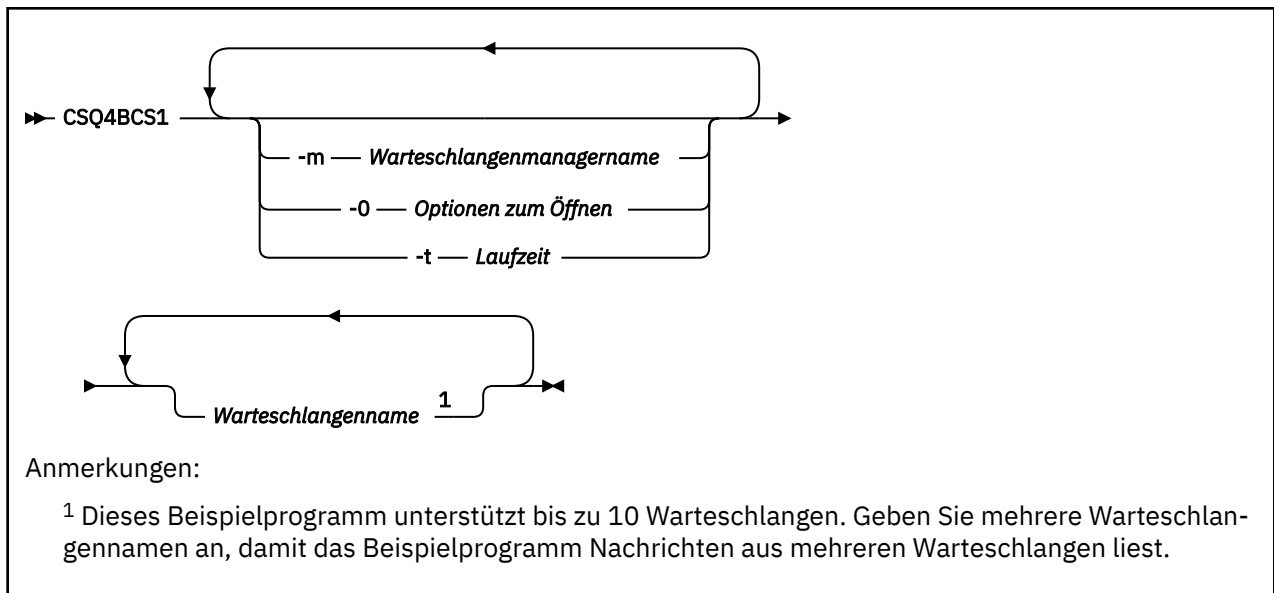 CSQ4BCS1
-m Warteschlangenmanagername
-0 Optionen zum Öffnen
-t Laufzeit
Warteschlangenname 1
Anmerkungen:
1 Dieses Beispielprogramm unterstützt bis zu 10 Warteschlangen. Geben Sie mehrere Warteschlan-
gennamen an, damit das Beispielprogramm Nachrichten aus mehreren Warteschlangen liest.